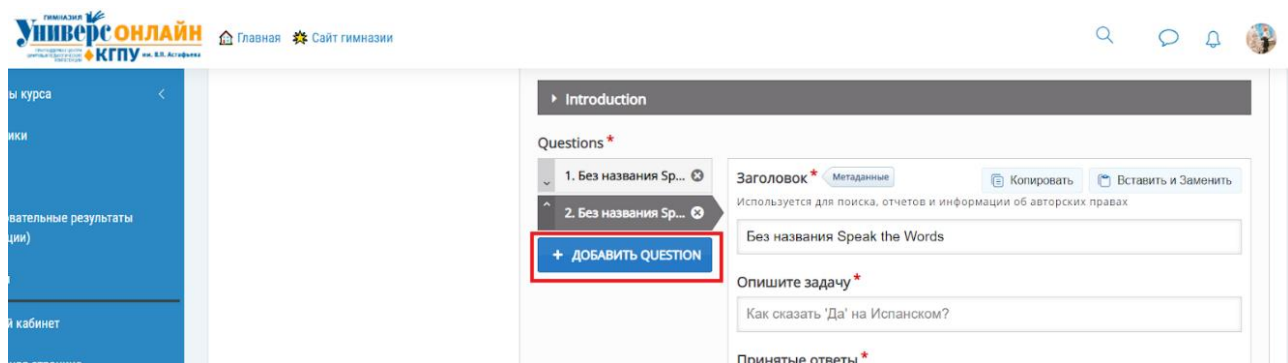 ГИМНАЗИЯ
Универс ОНЛАЙН
КГПУ им. В.П. Астафьева
Главная
Сайт гимназии
ы курса
ики
овательные результаты
ции)
й кабинет
Introduction
Questions *
1. Без названия Sp...
2. Без названия Sp...
+ ДОБАВИТЬ QUESTION
Заголовок * Метаданные
Копировать
Вставить и Заменить
Используется для поиска, отчетов и информации об авторских правах
Без названия Speak the Words
Опишите задачу *
Как сказать 'Да' на Испанском?
Принятые ответы *